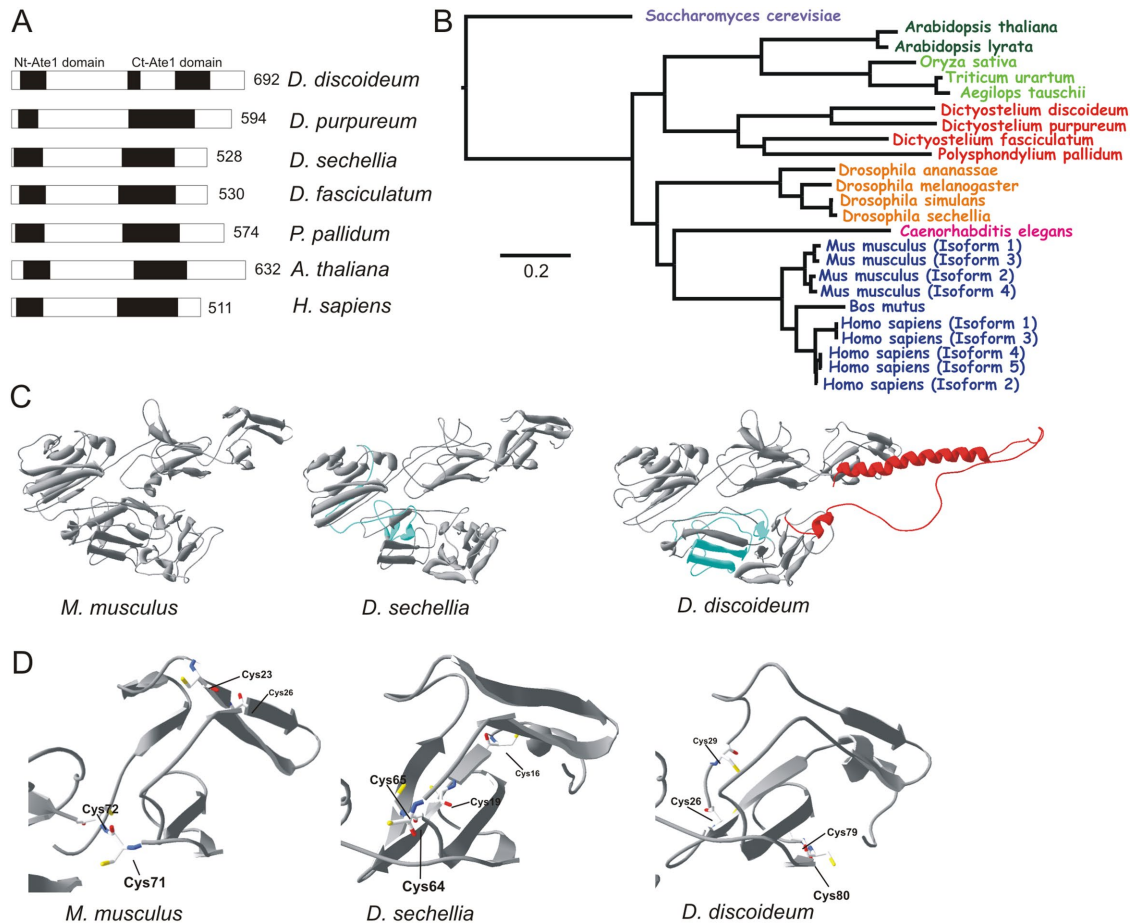 A
Nt-Ate1 domain Ct-Ate1 domain
692 D. discoideum
594 D. purpureum
528 D. sechellia
530 D. fasciculatum
574 P. pallidum
632 A. thaliana
511 H. sapiens
B
Saccharomyces cerevisiae
Arabidopsis thaliana
Arabidopsis lyrata
Oryza sativa
Triticum urartum
Aegilops tauschii
Dictyostelium discoideum
Dictyostelium purpureum
Dictyostelium fasciculatum
Polysphondylium pallidum
Drosophila ananassae
Drosophila melanogaster
Drosophila simulans
Drosophila sechellia
Caenorhabditis elegans
Mus musculus (Isoform 1)
Mus musculus (Isoform 3)
Mus musculus (Isoform 2)
Mus musculus (Isoform 4)
Bos mutus
Homo sapiens (Isoform 1)
Homo sapiens (Isoform 3)
Homo sapiens (Isoform 4)
Homo sapiens (Isoform 5)
Homo sapiens (Isoform 2)
0.2
C
M. musculus
D. sechellia
D. discoideum
D
Cys23
Cys26
Cys72
Cys71
M. musculus
Cys16
Cys65
Cys19
Cys64
D. sechellia
Cys29
Cys26
Cys79
Cys80
D. discoideum